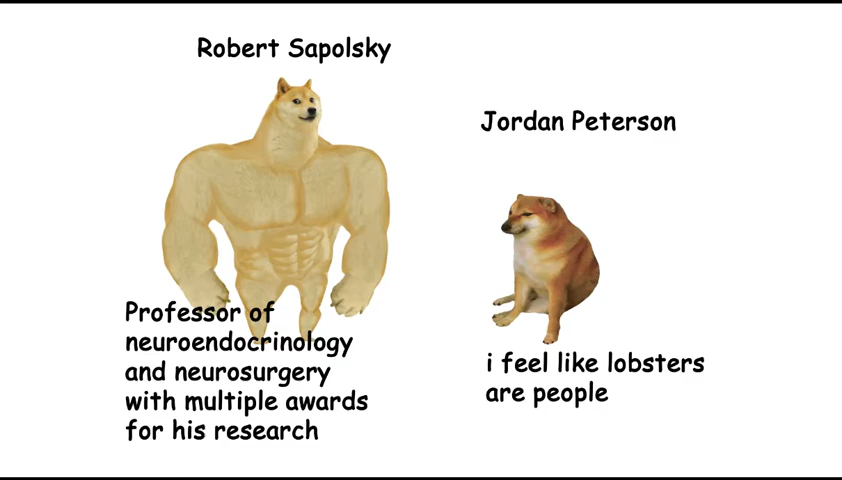 Robert Sapolsky
Professor of
neuroendocrinology
and neurosurgery
with multiple awards
for his research
Jordan Peterson
i feel like lobsters
are people